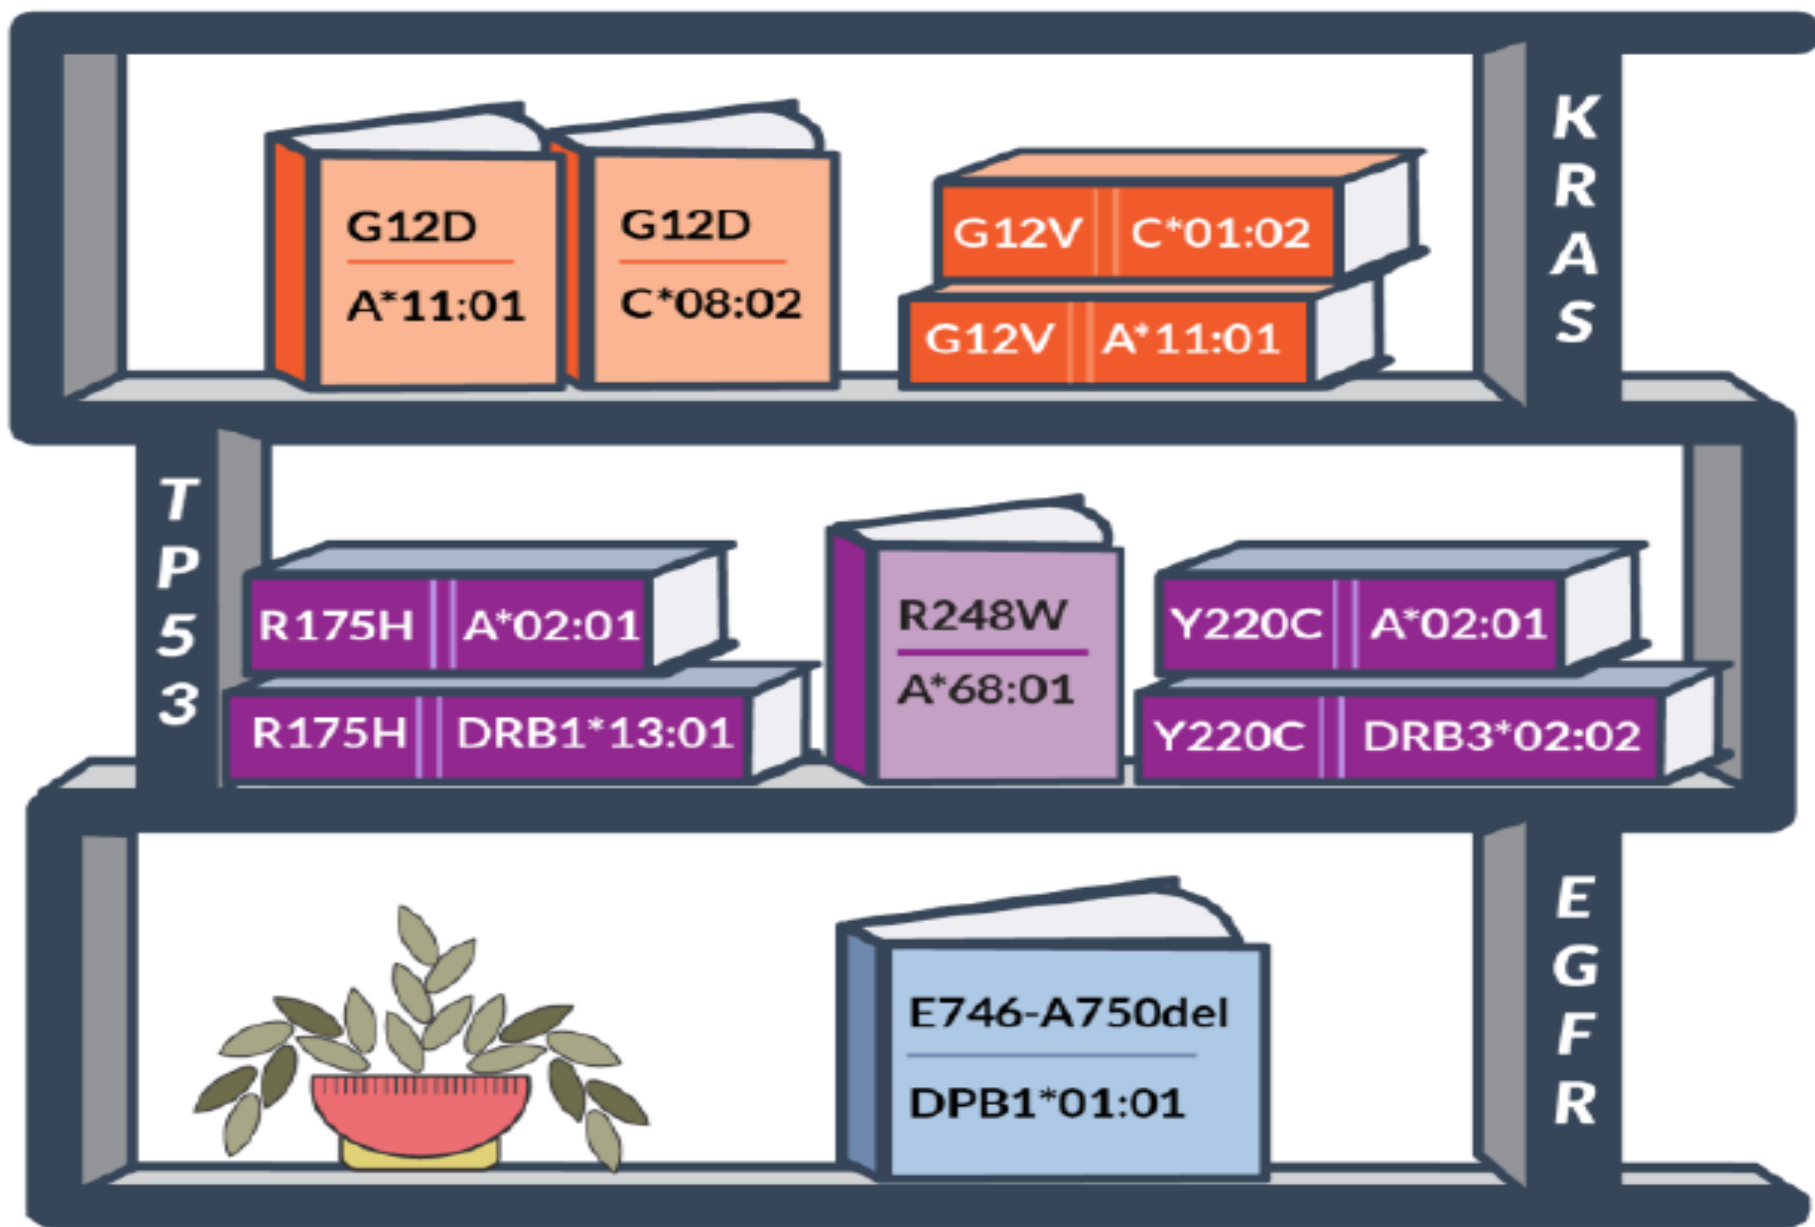 KRAS
G12D
A*11:01
G12D
C*08:02
G12V C*01:02
G12V A*11:01
TP53
R175H A*02:01
R175H DRB1*13:01
R248W
A*68:01
Y220C A*02:01
Y220C DRB3*02:02
EGFR
E746-A750del
DPB1*01:01